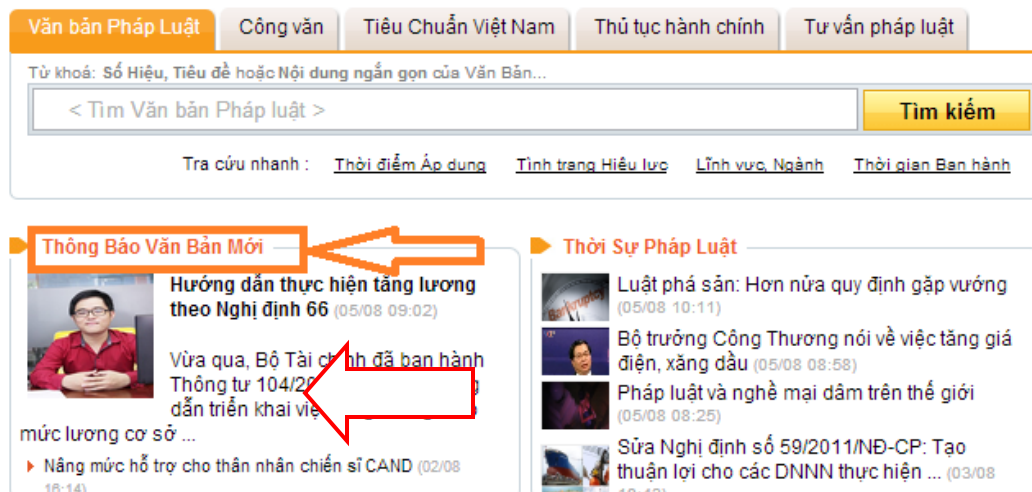 Văn bản Pháp Luật
Công văn
Tiêu Chuẩn Việt Nam
Thủ tục hành chính
Tư vấn pháp luật
Từ khoá: Số Hiệu, Tiêu đề hoặc Nội dung ngắn gọn của Văn Bản...
< Tìm Văn bản Pháp luật >
Tìm kiếm
Tra cứu nhanh :
Thời điểm Áp dụng
Tình trạng Hiệu lực
Lĩnh vực, Ngành
Thời gian Ban hành
Thông Báo Văn Bản Mới
Hướng dẫn thực hiện tăng lương
theo Nghị định 66 (05/08 09:02)
Vừa qua, Bộ Tài chính đã ban hành
Thông tư
dẫn triển khai
mức lương cơ sở ...
Nâng mức hỗ trợ cho thân nhân chiến sĩ CAND (02/08
16:14)
Thời Sự Pháp Luật
Luật phá sản: Hơn nửa quy định gặp vướng
(05/08 10:11)
Bộ trưởng Công Thương nói về việc tăng giá
điện, xăng dầu (05/08 08:58)
Pháp luật và nghề mại dâm trên thế giới
(05/08 08:25)
Sửa Nghị định số 59/2011/NĐ-CP: Tạo
thuận lợi cho các DNNN thực hiện ... (03/08